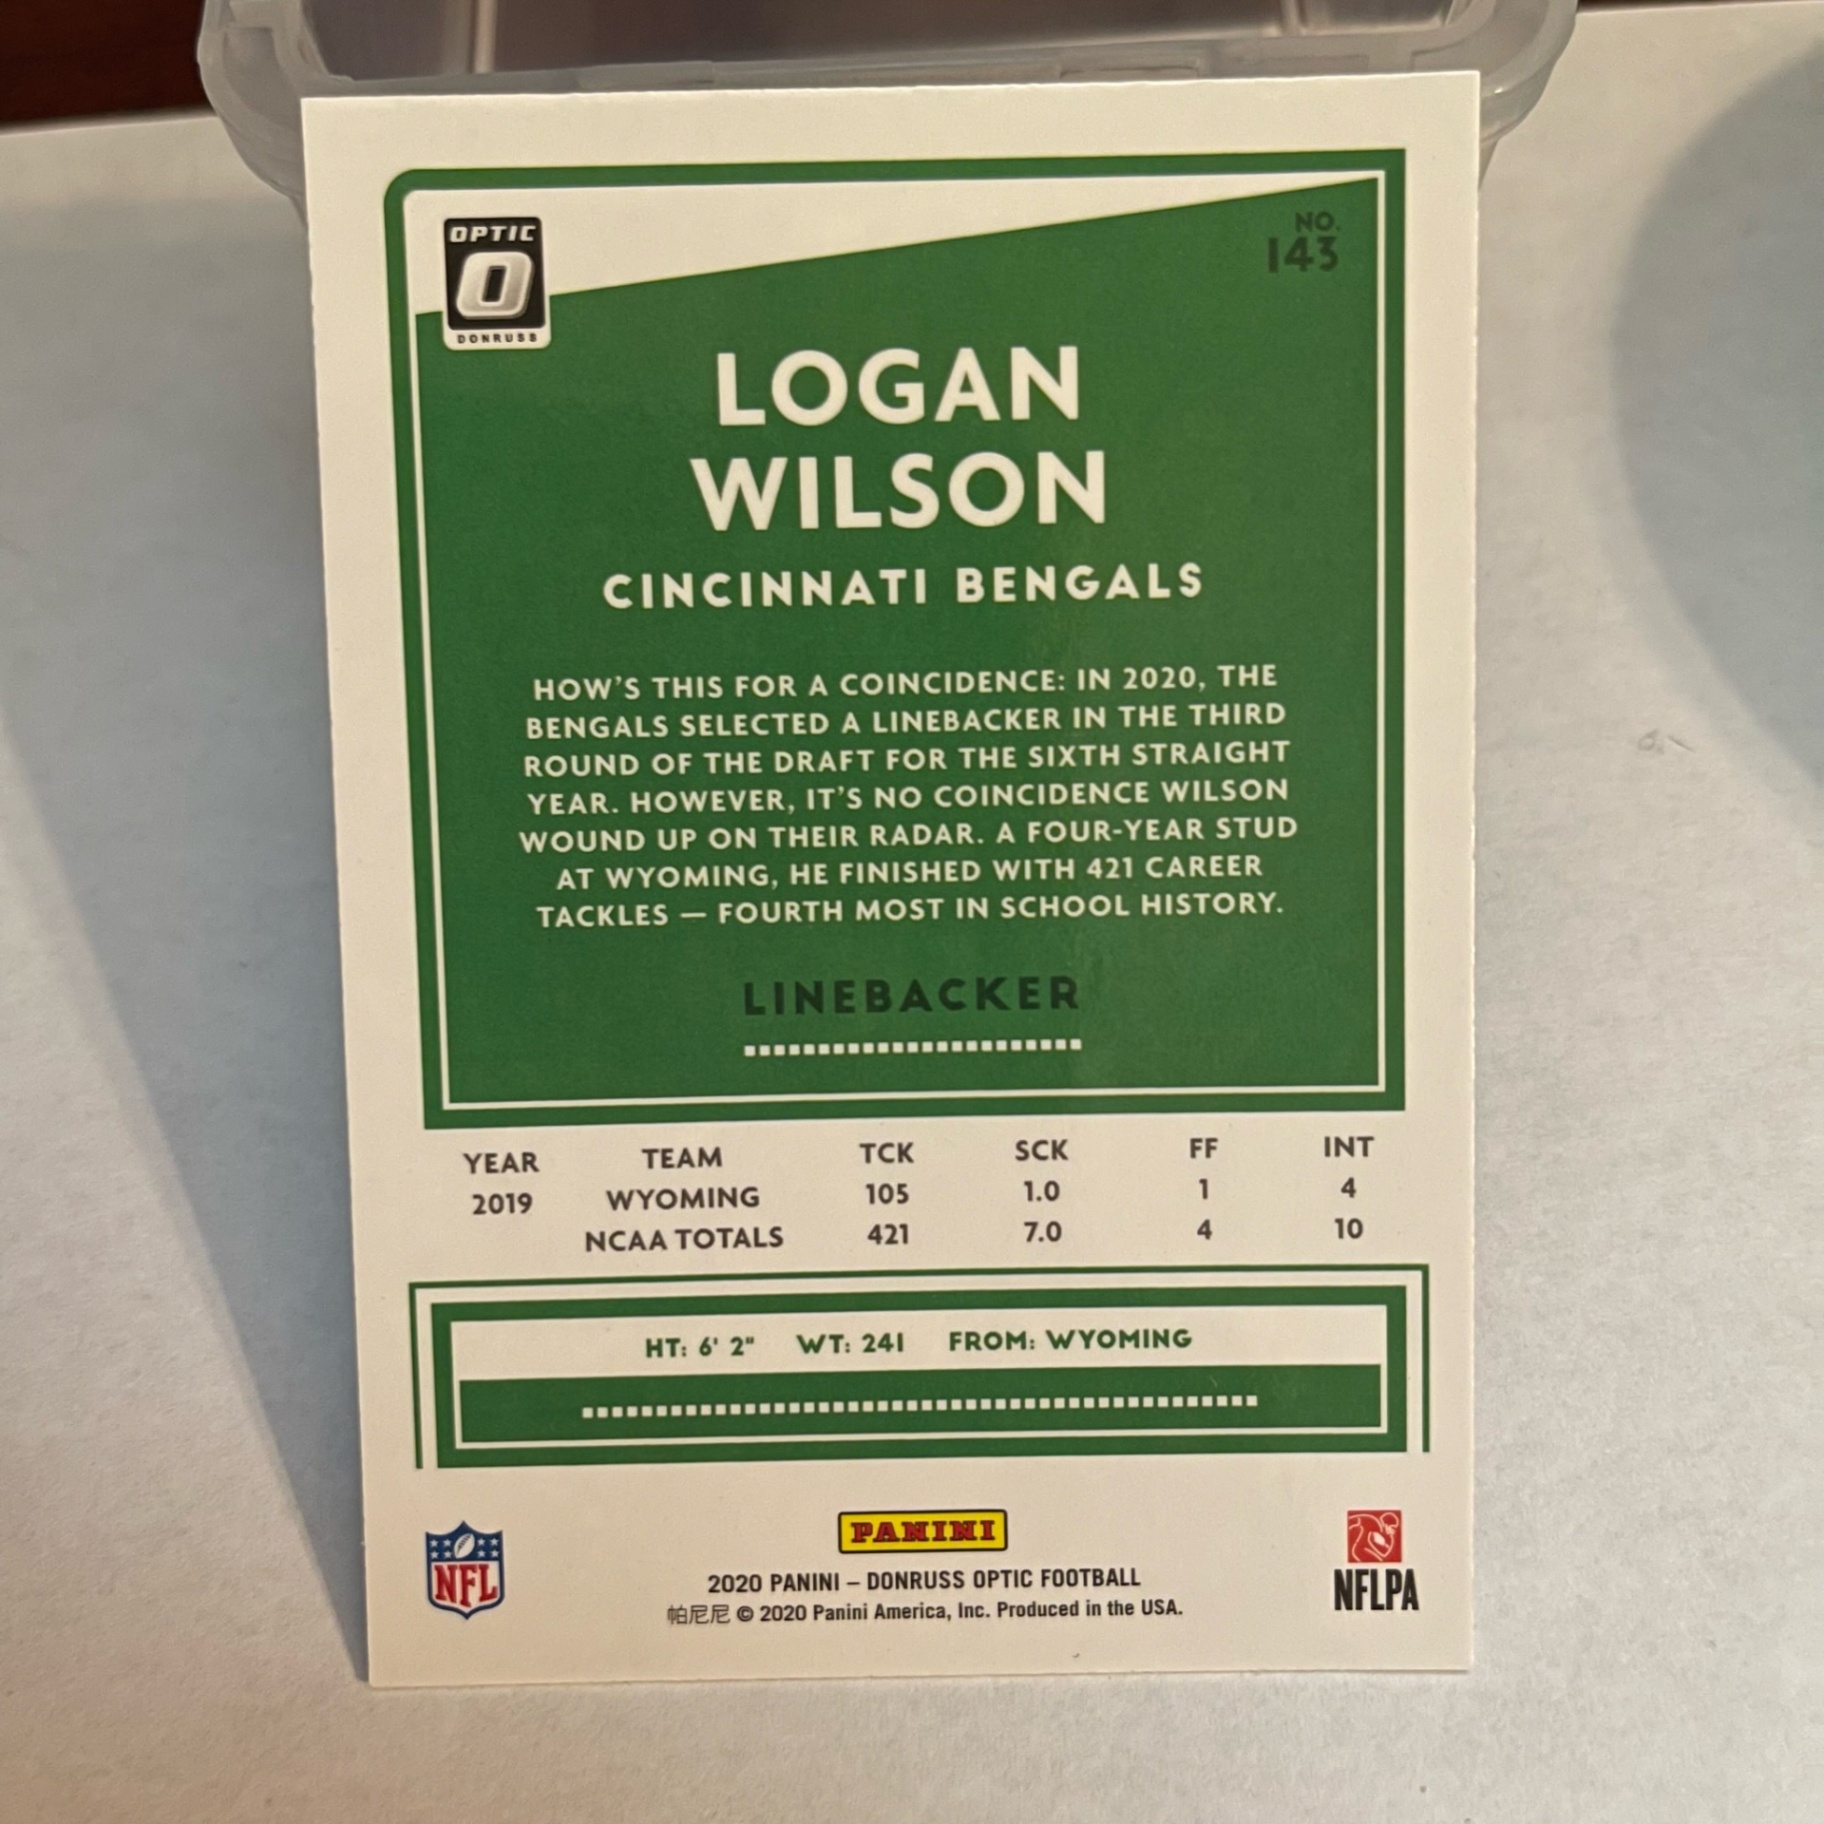 OPTIC
DONRUSS
NO.
143
LOGAN
WILSON
CINCINNATI BENGALS
HOW'S THIS FOR A COINCIDENCE: IN 2020, THE
BENGALS SELECTED A LINEBACKER IN THE THIRD
ROUND OF THE DRAFT FOR THE SIXTH STRAIGHT
YEAR. HOWEVER, IT'S NO COINCIDENCE WILSON
WOUND UP ON THEIR RADAR. A FOUR-YEAR STUD
AT WYOMING, HE FINISHED WITH 421 CAREER
TACKLES — FOURTH MOST IN SCHOOL HISTORY.
LINEBACKER
YEAR TEAM TCK SCK FF INT
2019 WYOMING 105 1.0 1 4
NCAA TOTALS 421 7.0 4 10
HT: 6' 2" WT: 241 FROM: WYOMING
NFL
PANINI
2020 PANINI – DONRUSS OPTIC FOOTBALL
帕尼尼 © 2020 Panini America, Inc. Produced in the USA.
NFLPA